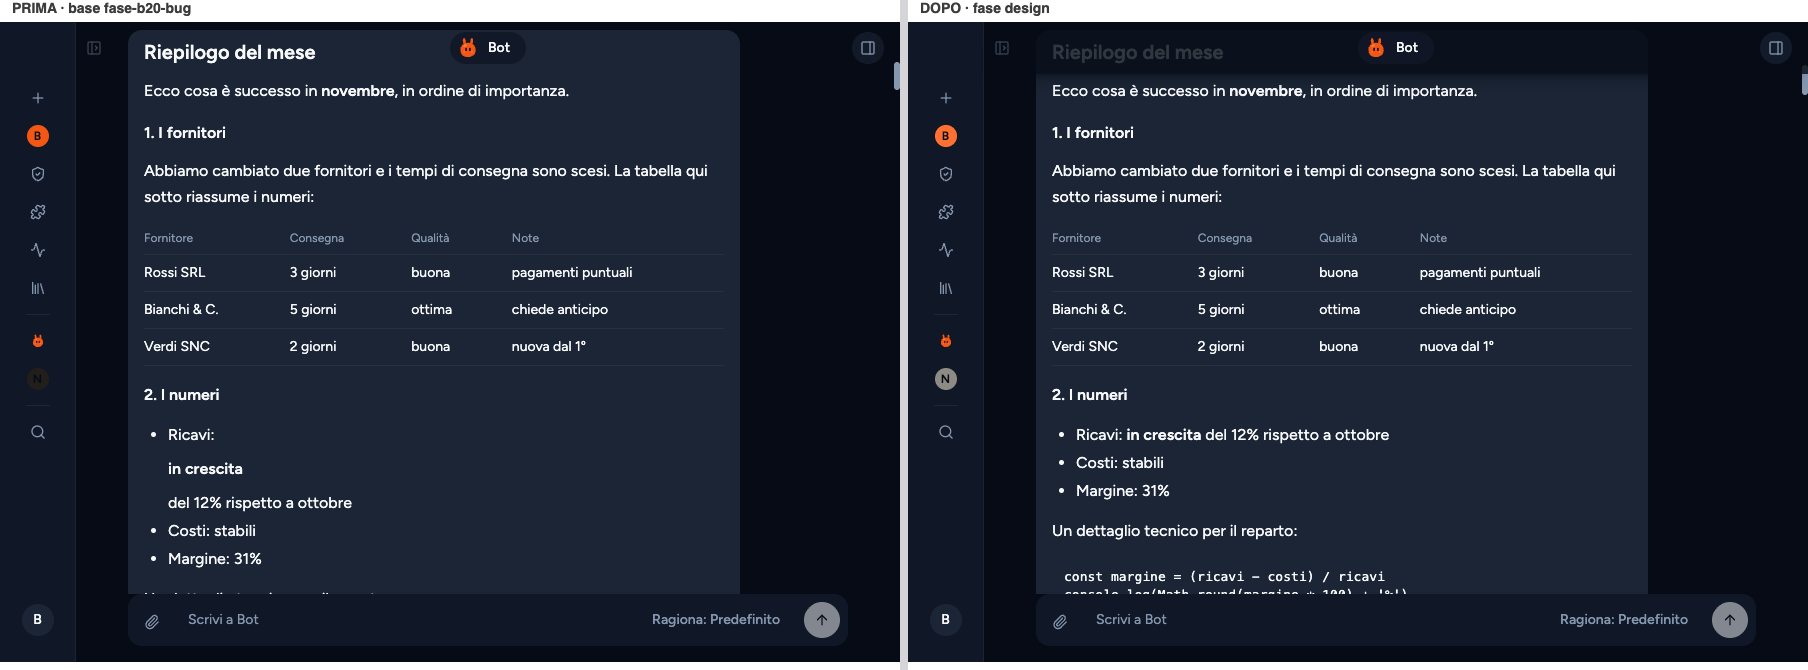 PRIMA · base fase-b20-bug
Riepilogo del mese
Bot
Ecco cosa è successo in novembre, in ordine di importanza.
B
1. I fornitori
Abbiamo cambiato due fornitori e i tempi di consegna sono scesi. La tabella qui
sotto riassume i numeri:
Fornitore Consegna Qualità Note
Rossi SRL 3 giorni buona pagamenti puntuali
Bianchi & C. 5 giorni ottima chiede anticipo
Verdi SNC 2 giorni buona nuova dal 1°
N
2. I numeri
• Ricavi:
in crescita
del 12% rispetto a ottobre
• Costi: stabili
• Margine: 31%
B
Scrivi a Bot
Ragiona: Predefinito
DOPO · fase design
Riepilogo del mese
Bot
Ecco cosa è successo in novembre, in ordine di importanza.
B
1. I fornitori
Abbiamo cambiato due fornitori e i tempi di consegna sono scesi. La tabella qui
sotto riassume i numeri:
Fornitore Consegna Qualità Note
Rossi SRL 3 giorni buona pagamenti puntuali
Bianchi & C. 5 giorni ottima chiede anticipo
Verdi SNC 2 giorni buona nuova dal 1°
N
2. I numeri
• Ricavi: in crescita del 12% rispetto a ottobre
• Costi: stabili
• Margine: 31%
Un dettaglio tecnico per il reparto:
const margine = (ricavi − costi) / ricavi
console.log(Math.round(margine * 100) + '%')
B
Scrivi a Bot
Ragiona: Predefinito